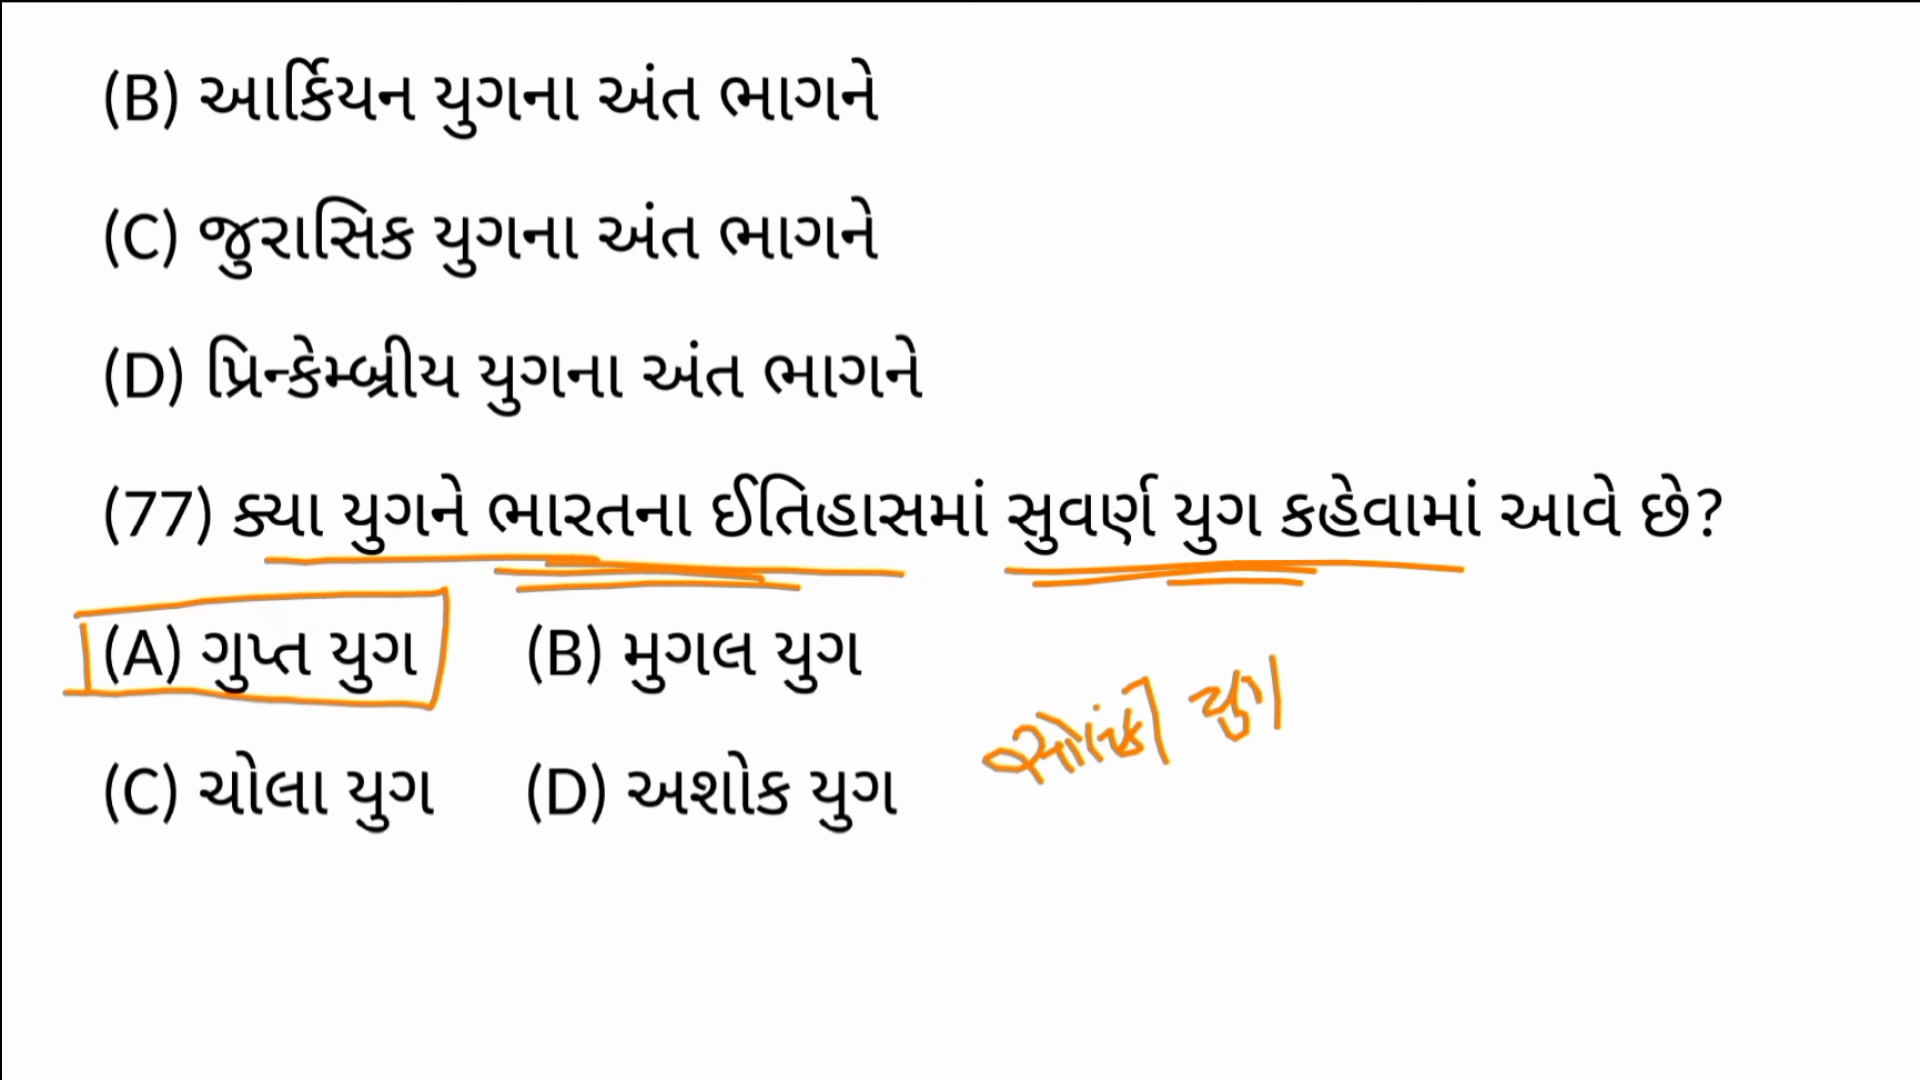 (B) આર્કિયન યુગના અંત ભાગને
(C) જુરાસિક યુગના અંત ભાગને
(D) પ્રિન્કેમ્બ્રીય યુગના અંત ભાગને
(77) ક્યા યુગને ભારતના ઈતિહાસમાં સુવર્ણ યુગ કહેવામાં આવે છે?
(A) ગુપ્ત યુગ (B) મુગલ યુગ
સોલંકી યુગ
(C) ચોલા યુગ (D) અશોક યુગ